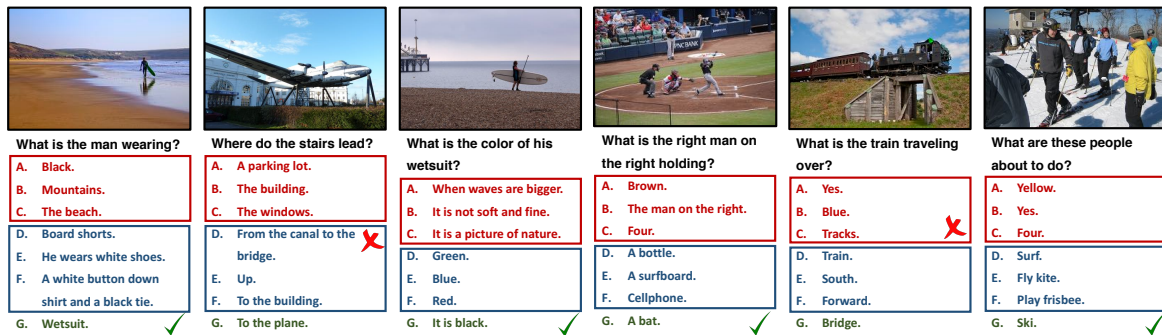 What is the man wearing?
A. Black.
B. Mountains.
C. The beach.
D. Board shorts.
E. He wears white shoes.
F. A white button down
shirt and a black tie.
G. Wetsuit.
Where do the stairs lead?
A. A parking lot.
B. The building.
C. The windows.
D. From the canal to the
bridge.
E. Up.
F. To the building.
G. To the plane.
What is the color of his
wetsuit?
A. When waves are bigger.
B. It is not soft and fine.
C. It is a picture of nature.
D. Green.
E. Blue.
F. Red.
G. It is black.
PNC BANK
What is the right man on
the right holding?
A. Brown.
B. The man on the right.
C. Four.
D. A bottle.
E. A surfboard.
F. Cellphone.
G. A bat.
What is the train traveling
over?
A. Yes.
B. Blue.
C. Tracks.
D. Train.
E. South.
F. Forward.
G. Bridge.
What are these people
about to do?
A. Yellow.
B. Yes.
C. Four.
D. Surf.
E. Fly kite.
F. Play frisbee.
G. Ski.